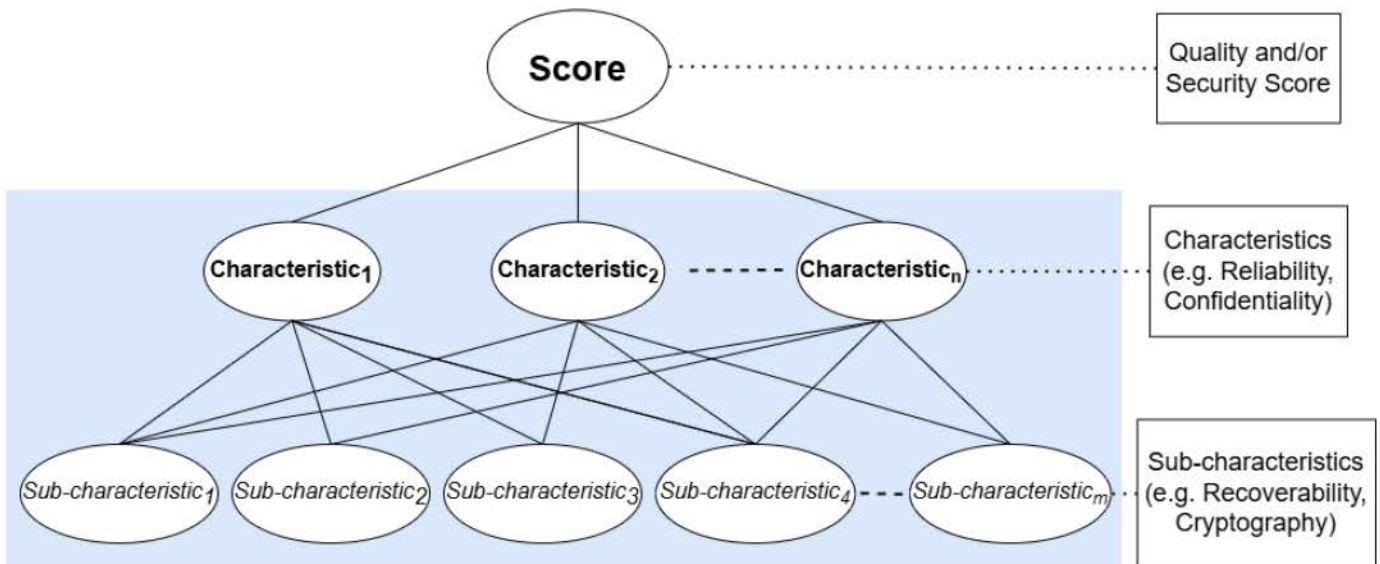 Score
Quality and/or
Security Score
Characteristic₁
Characteristic₂
Characteristicₙ
Characteristics
(e.g. Reliability,
Confidentiality)
Sub-characteristic₁
Sub-characteristic₂
Sub-characteristic₃
Sub-characteristic₄
Sub-characteristicₘ
Sub-characteristics
(e.g. Recoverability,
Cryptography)